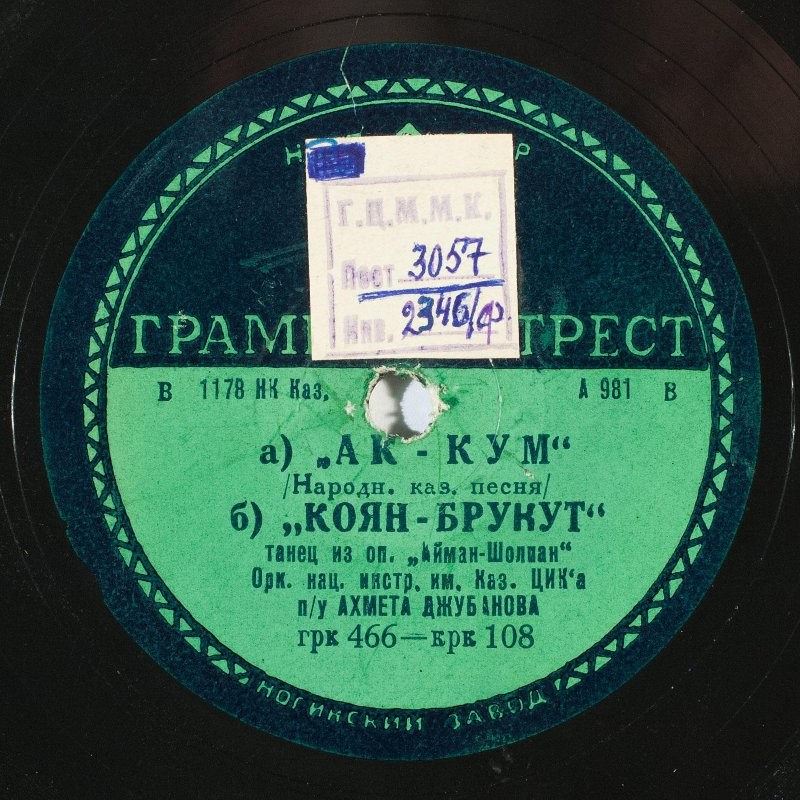 Г.Ц.М.М.К.
Пост. 3057
Инв. 2346/ф.
ГРАМ ТРЕСТ
В 1178 НК Каз. А 981 В
а) „АК - КУМ“
/Народн. каз. песня/
б) „КОЯН-БРУКУТ“
танец из оп. „Айман-Шолпан“
Орк. нац. инстр. им. Каз. ЦИК‘а
п/у АХМЕТА ДЖУБАНОВА
грк 466—крк 108
НОГИНСКИЙ ЗАВОД